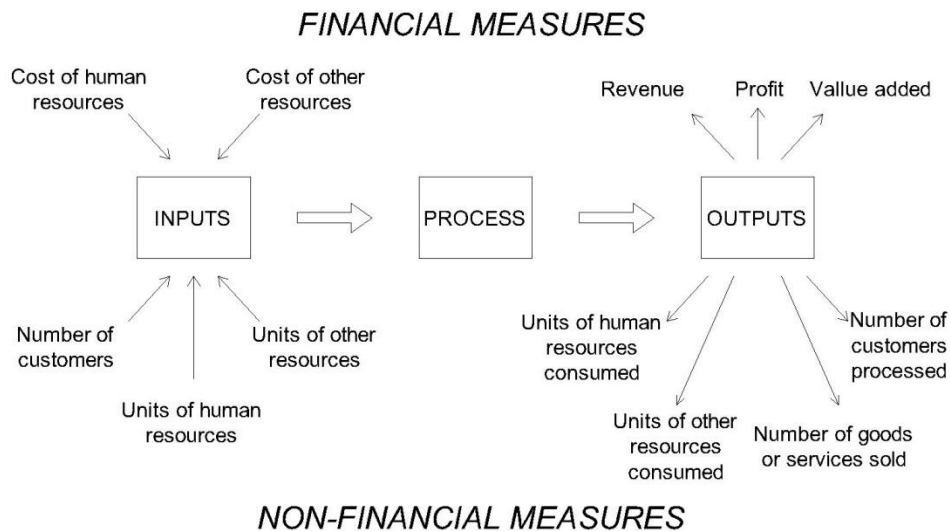 FINANCIAL MEASURES
Cost of human
resources
Cost of other
resources
Revenue
Profit
Vallue added
INPUTS
PROCESS
OUTPUTS
Number of
customers
Units of human
resources
Units of other
resources
Units of human
resources
consumed
Units of other
resources
consumed
Number of goods
or services sold
Number of
customers
processed
NON-FINANCIAL MEASURES